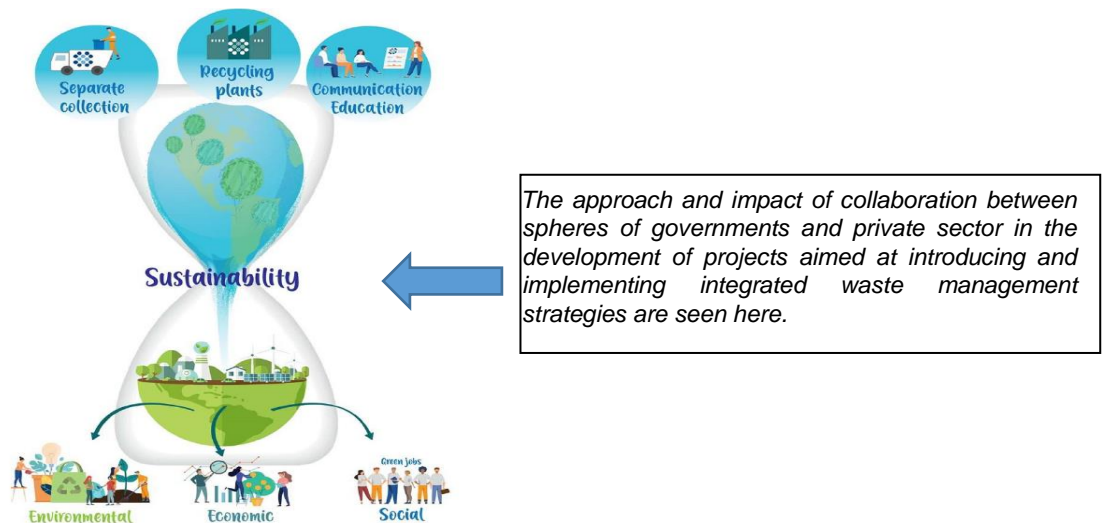 Separate
collection
Recycling
plants
Communication
Education
Sustainability
Green jobs
Environmental
Economic
Social
The approach and impact of collaboration between
spheres of governments and private sector in the
development of projects aimed at introducing and
implementing integrated waste management
strategies are seen here.